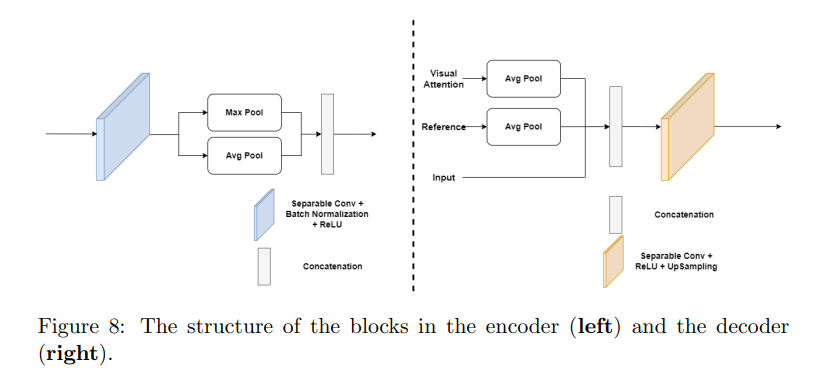 Max Pool
Avg Pool
Separable Conv +
Batch Normalization
+ ReLU
Concatenation
Visual
Attention
Avg Pool
Reference
Avg Pool
Input
Concatenation
Separable Conv +
ReLU + UpSampling
Figure 8: The structure of the blocks in the encoder (left) and the decoder
(right).